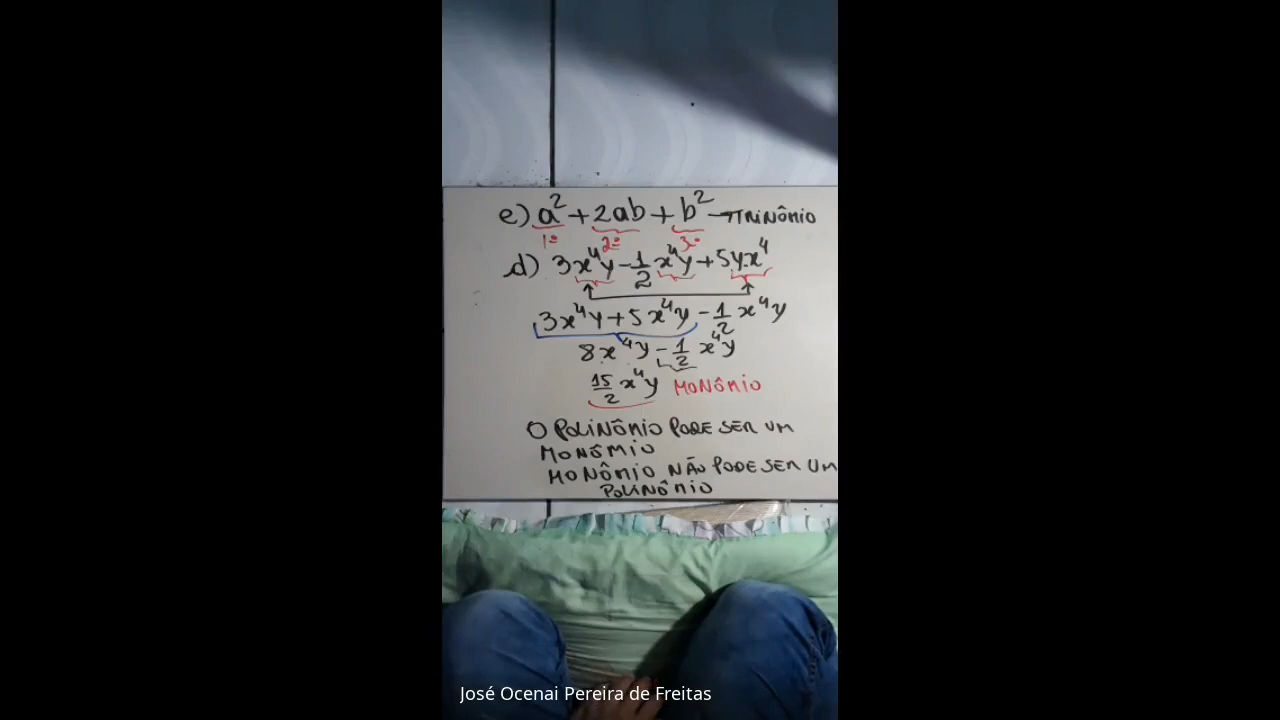 e) a² + 2ab + b² → TRINÔMIO
1º 2º 3º
d) 3x⁴y - 1/2 x⁴y + 5yx⁴
3x⁴y + 5x⁴y - 1/2 x⁴y
8x⁴y - 1/2 x⁴y
15/2 x⁴y MONÔMIO
O POLINÔMIO PODE SER UM
MONÔMIO
MONÔMIO NÃO PODE SER UM
POLINÔMIO
José Ocenai Pereira de Freitas